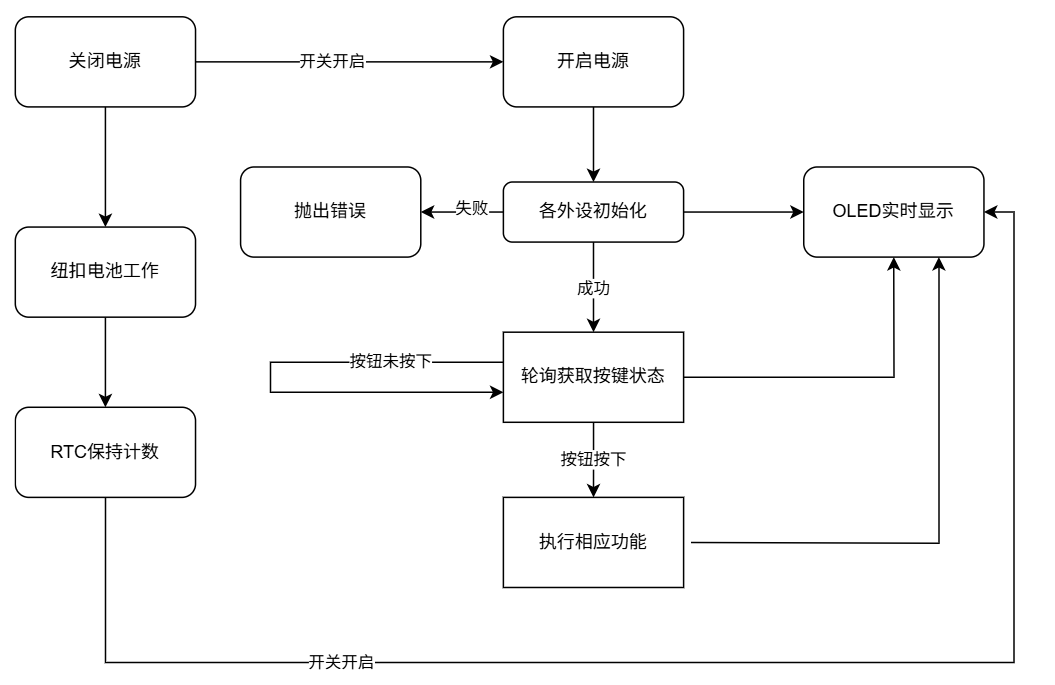 关闭电源
开关开启
开启电源
抛出错误
失败
各外设初始化
OLED实时显示
纽扣电池工作
成功
按钮未按下
轮询获取按键状态
RTC保持计数
按钮按下
执行相应功能
开关开启